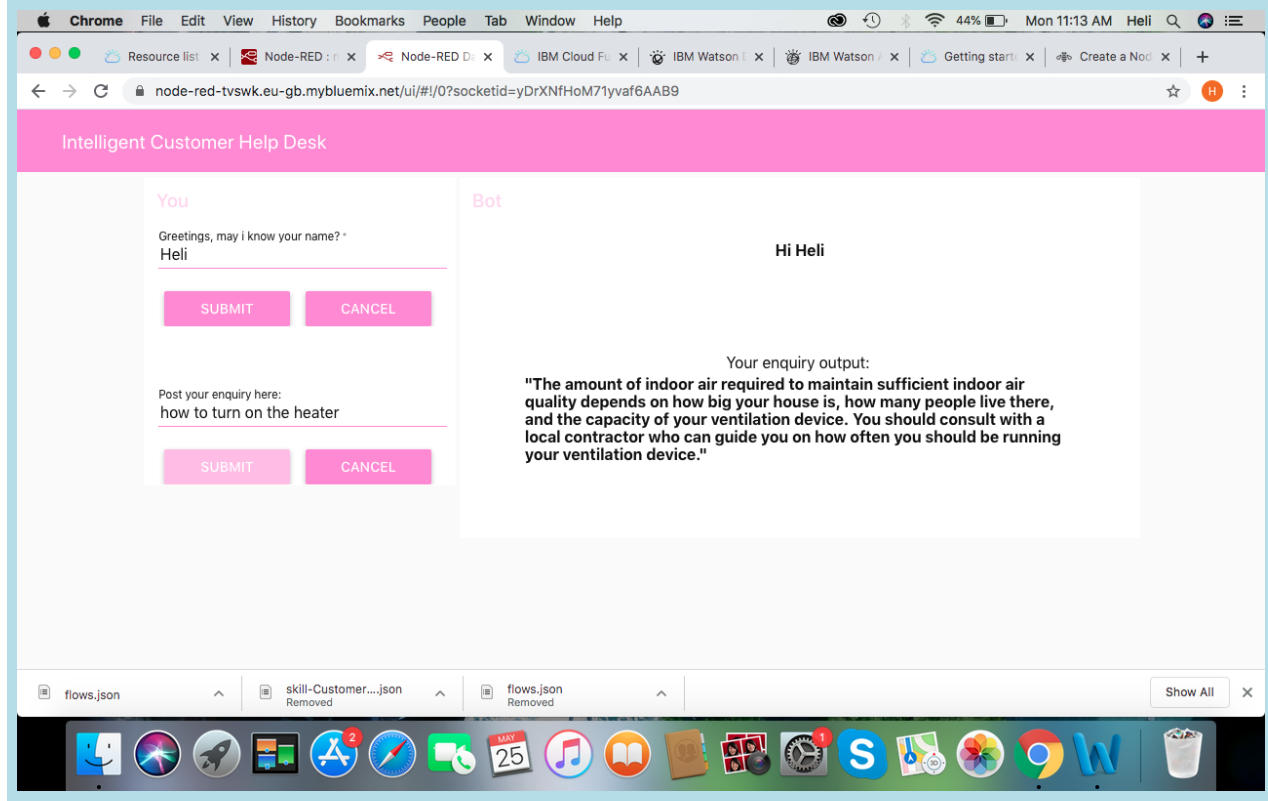 Chrome File Edit View History Bookmarks People Tab Window Help 44% Mon 11:13 AM Heli
Resource list Node-RED : Node-RED IBM Cloud Fu IBM Watson IBM Watson Getting start Create a Nod
node-red-tvswk.eu-gb.mybluemix.net/ui/#!/0?socketid=yDrXNfHoM71yvaf6AAB9 H
Intelligent Customer Help Desk
You
Greetings, may i know your name? *
Heli
SUBMIT CANCEL
Post your enquiry here:
how to turn on the heater
SUBMIT CANCEL
Bot
Hi Heli
Your enquiry output:
"The amount of indoor air required to maintain sufficient indoor air
quality depends on how big your house is, how many people live there,
and the capacity of your ventilation device. You should consult with a
local contractor who can guide you on how often you should be running
your ventilation device."
flows.json
skill-Customer....json
Removed
flows.json
Removed
Show All
2
MAY
25
1
S
3D
W